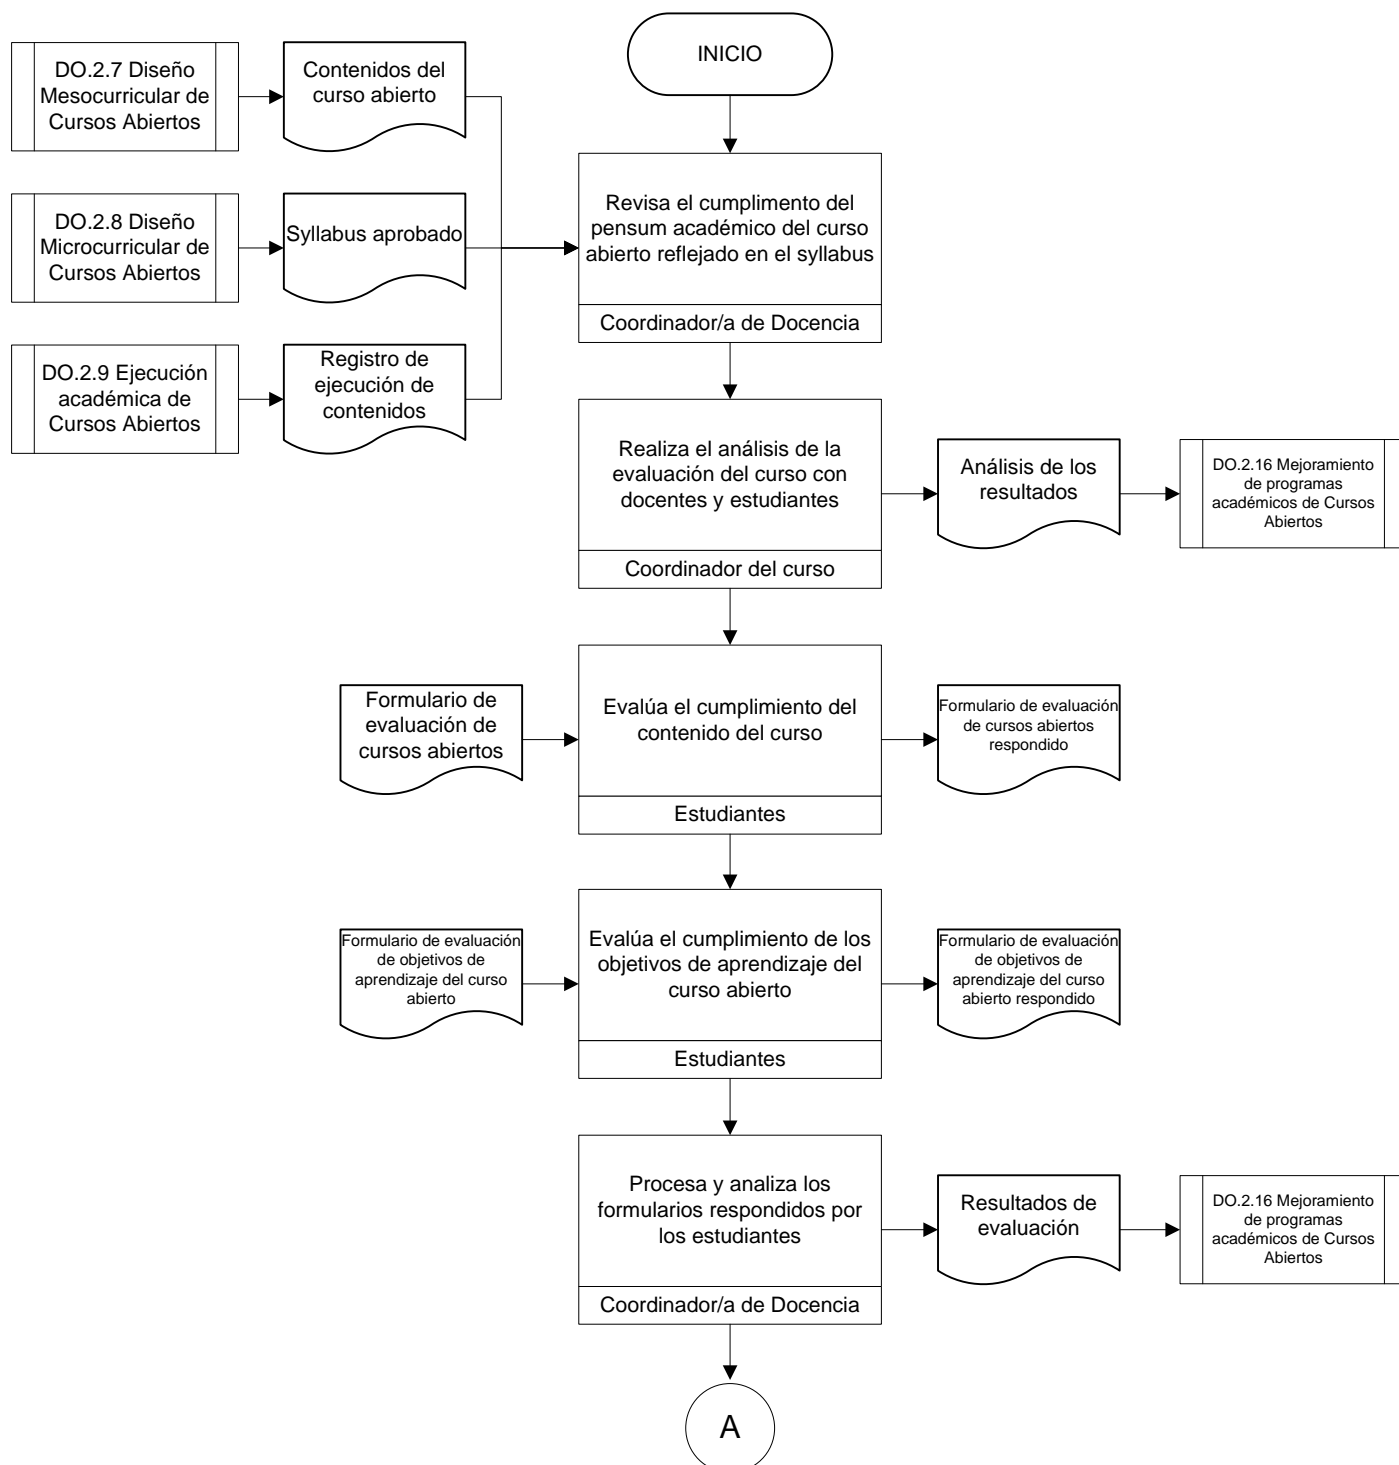 INICIO
DO.2.7 Diseño
Mesocurricular de
Cursos Abiertos
Contenidos del
curso abierto
DO.2.8 Diseño
Microcurricular de
Cursos Abiertos
Syllabus aprobado
Revisa el cumplimento del
pensum académico del curso
abierto reflejado en el syllabus
Coordinador/a de Docencia
DO.2.9 Ejecución
académica de
Cursos Abiertos
Registro de
ejecución de
contenidos
Realiza el análisis de la
evaluación del curso con
docentes y estudiantes
Coordinador del curso
Análisis de los
resultados
DO.2.16 Mejoramiento
de programas
académicos de Cursos
Abiertos
Formulario de
evaluación de
cursos abiertos
Evalúa el cumplimiento del
contenido del curso
Estudiantes
Formulario de evaluación
de cursos abiertos
respondido
Formulario de evaluación
de objetivos de
aprendizaje del curso
abierto
Evalúa el cumplimiento de los
objetivos de aprendizaje del
curso abierto
Estudiantes
Formulario de evaluación
de objetivos de
aprendizaje del curso
abierto respondido
Procesa y analiza los
formularios respondidos por
los estudiantes
Coordinador/a de Docencia
Resultados de
evaluación
DO.2.16 Mejoramiento
de programas
académicos de Cursos
Abiertos
A